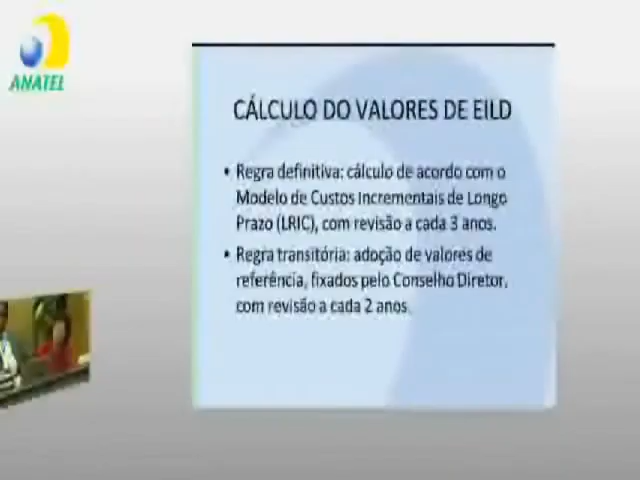 ANATEL
CÁLCULO DO VALORES DE EILD
• Regra definitiva: cálculo de acordo com o
Modelo de Custos Incrementais de Longo
Prazo (LRIC), com revisão a cada 3 anos.
• Regra transitória: adoção de valores de
referência, fixados pelo Conselho Diretor,
com revisão a cada 2 anos.